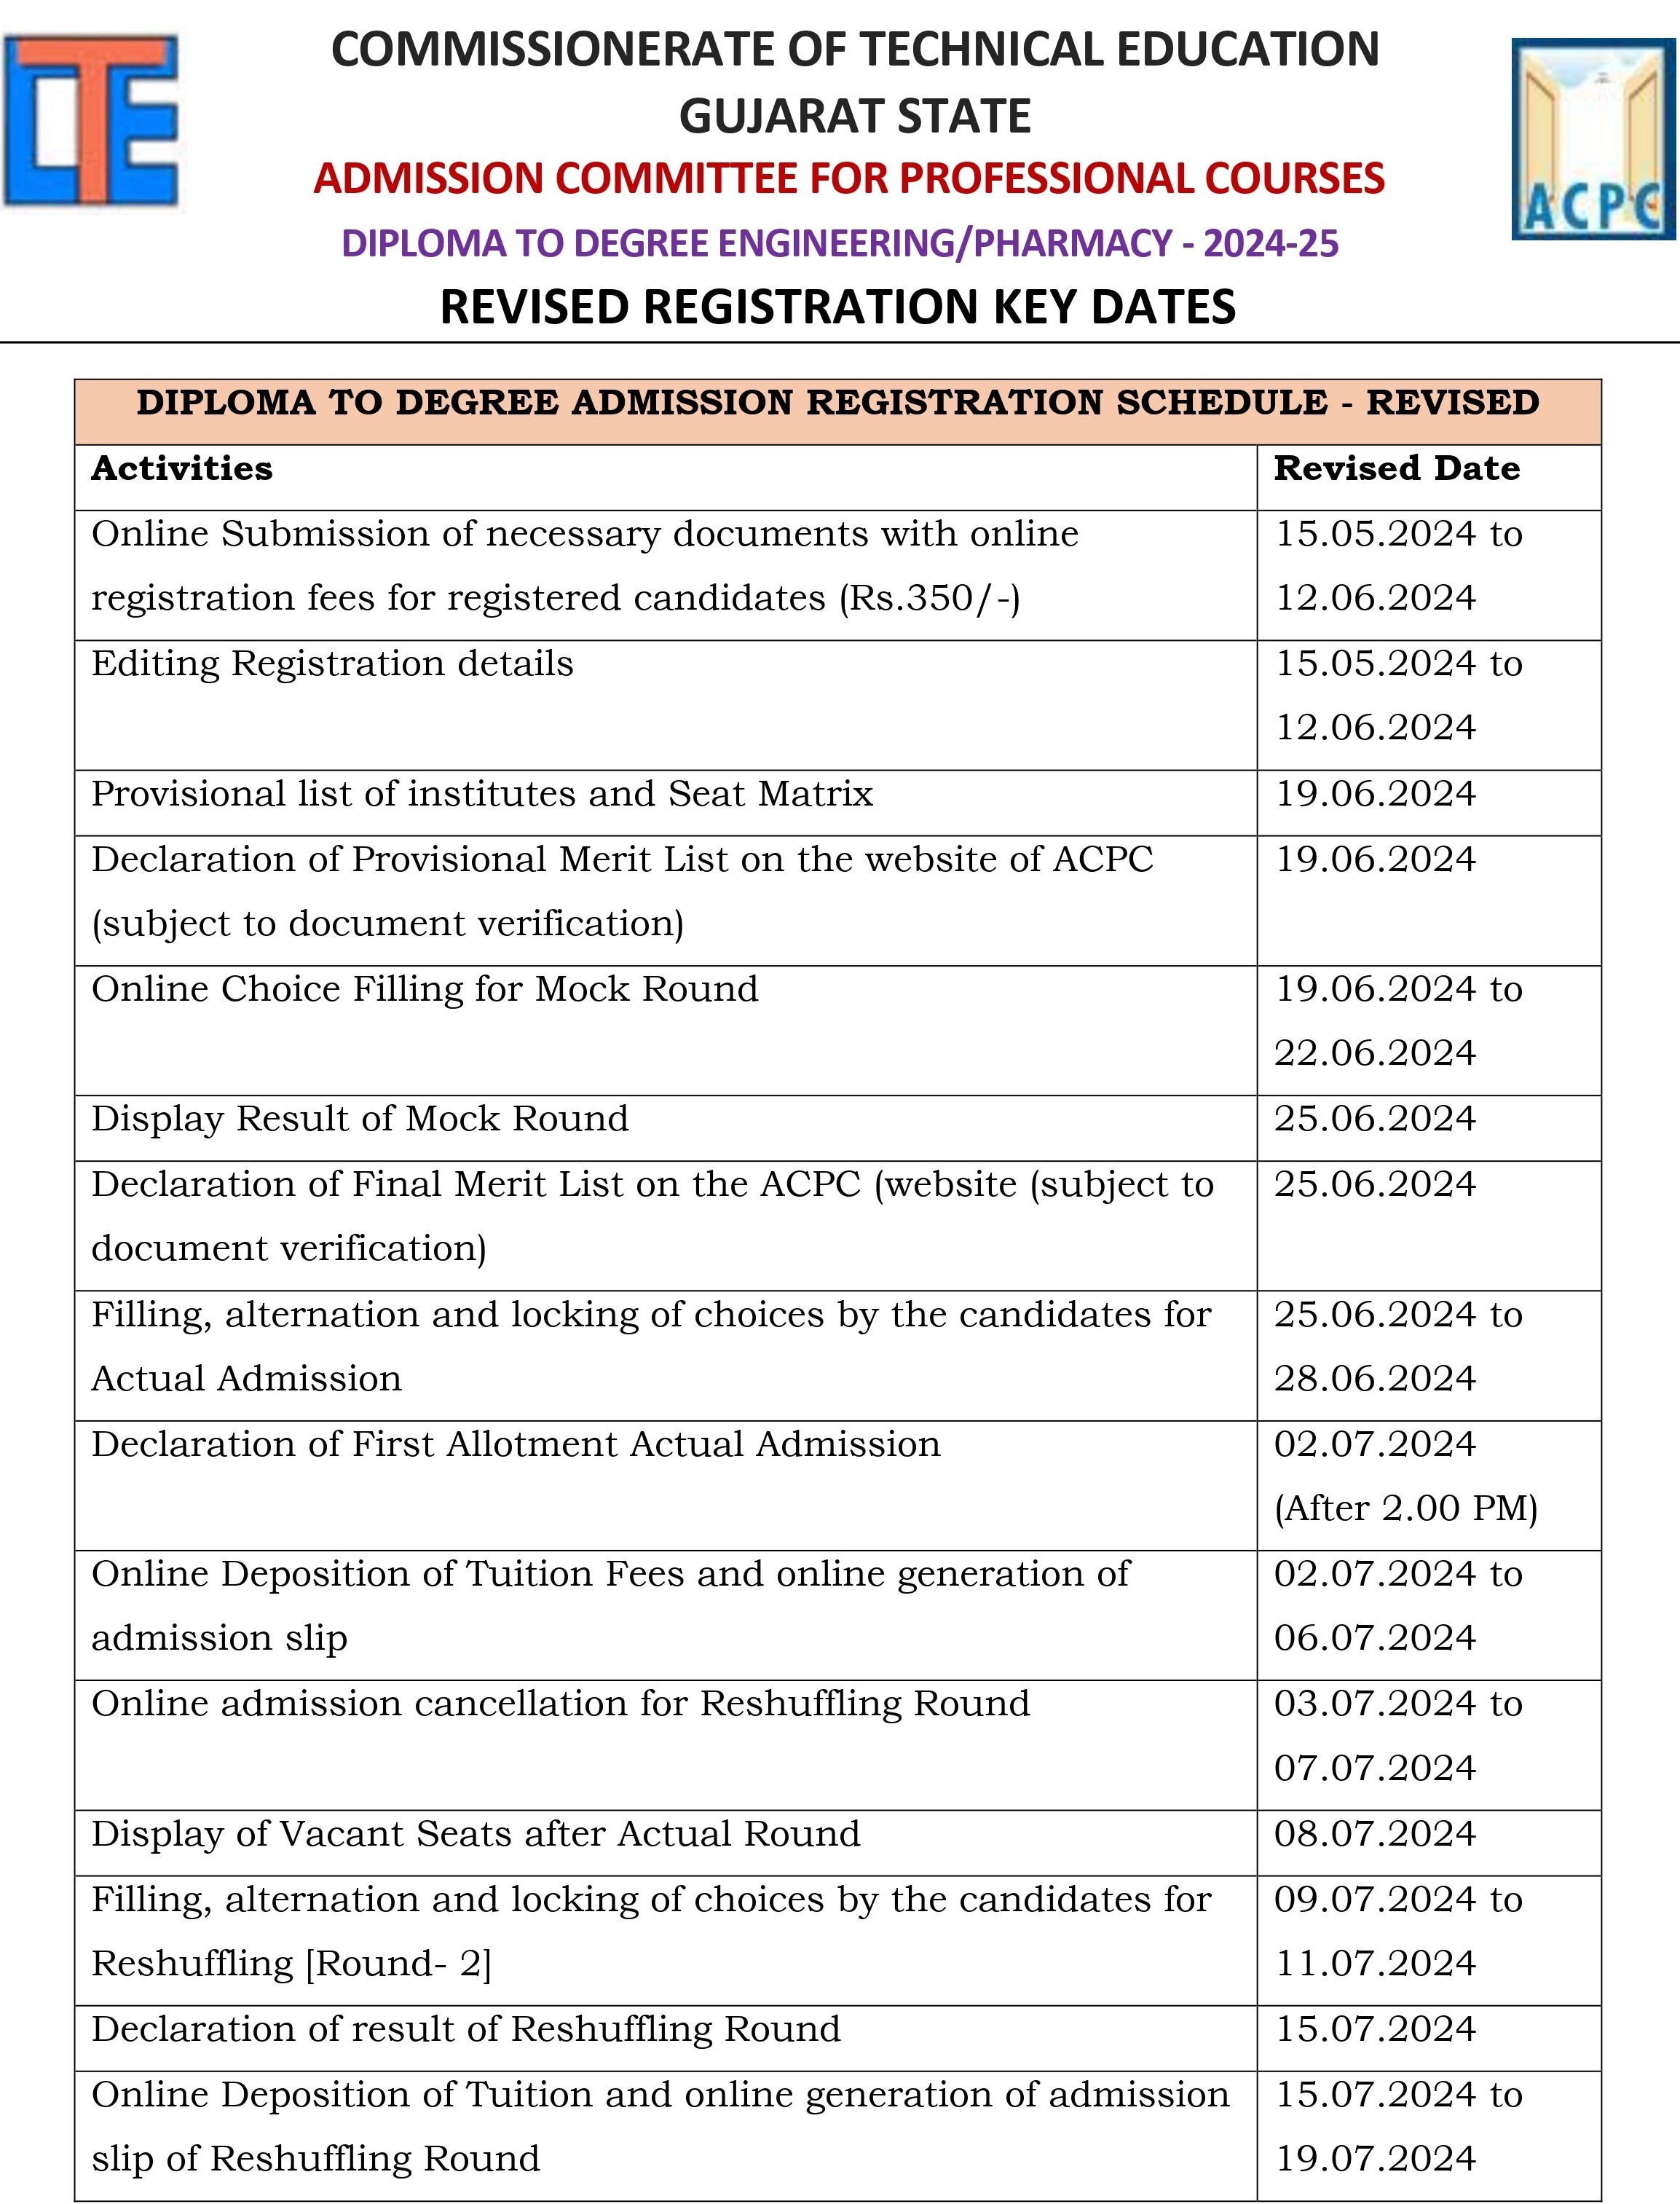 CTE
COMMISSIONERATE OF TECHNICAL EDUCATION
GUJARAT STATE
ADMISSION COMMITTEE FOR PROFESSIONAL COURSES
DIPLOMA TO DEGREE ENGINEERING/PHARMACY - 2024-25
REVISED REGISTRATION KEY DATES
ACPC
DIPLOMA TO DEGREE ADMISSION REGISTRATION SCHEDULE - REVISED
Activities
Revised Date
Online Submission of necessary documents with online
registration fees for registered candidates (Rs.350/-)
15.05.2024 to
12.06.2024
Editing Registration details
15.05.2024 to
12.06.2024
Provisional list of institutes and Seat Matrix
19.06.2024
Declaration of Provisional Merit List on the website of ACPC
(subject to document verification)
19.06.2024
Online Choice Filling for Mock Round
19.06.2024 to
22.06.2024
Display Result of Mock Round
25.06.2024
Declaration of Final Merit List on the ACPC (website (subject to
document verification)
25.06.2024
Filling, alternation and locking of choices by the candidates for
Actual Admission
25.06.2024 to
28.06.2024
Declaration of First Allotment Actual Admission
02.07.2024
(After 2.00 PM)
Online Deposition of Tuition Fees and online generation of
admission slip
02.07.2024 to
06.07.2024
Online admission cancellation for Reshuffling Round
03.07.2024 to
07.07.2024
Display of Vacant Seats after Actual Round
08.07.2024
Filling, alternation and locking of choices by the candidates for
Reshuffling [Round- 2]
09.07.2024 to
11.07.2024
Declaration of result of Reshuffling Round
15.07.2024
Online Deposition of Tuition and online generation of admission
slip of Reshuffling Round
15.07.2024 to
19.07.2024